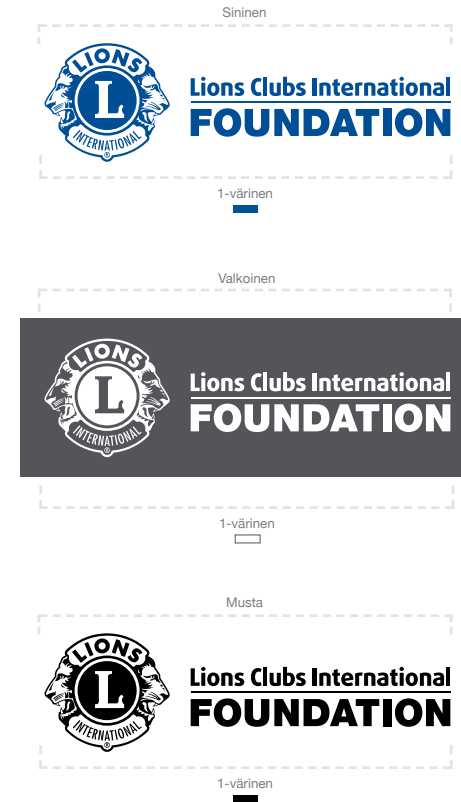 Sininen
LIONS
L
INTERNATIONAL
®
Lions Clubs International
FOUNDATION
1-värinen
Valkoinen
LIONS
L
INTERNATIONAL
®
Lions Clubs International
FOUNDATION
1-värinen
Musta
LIONS
L
INTERNATIONAL
®
Lions Clubs International
FOUNDATION
1-värinen